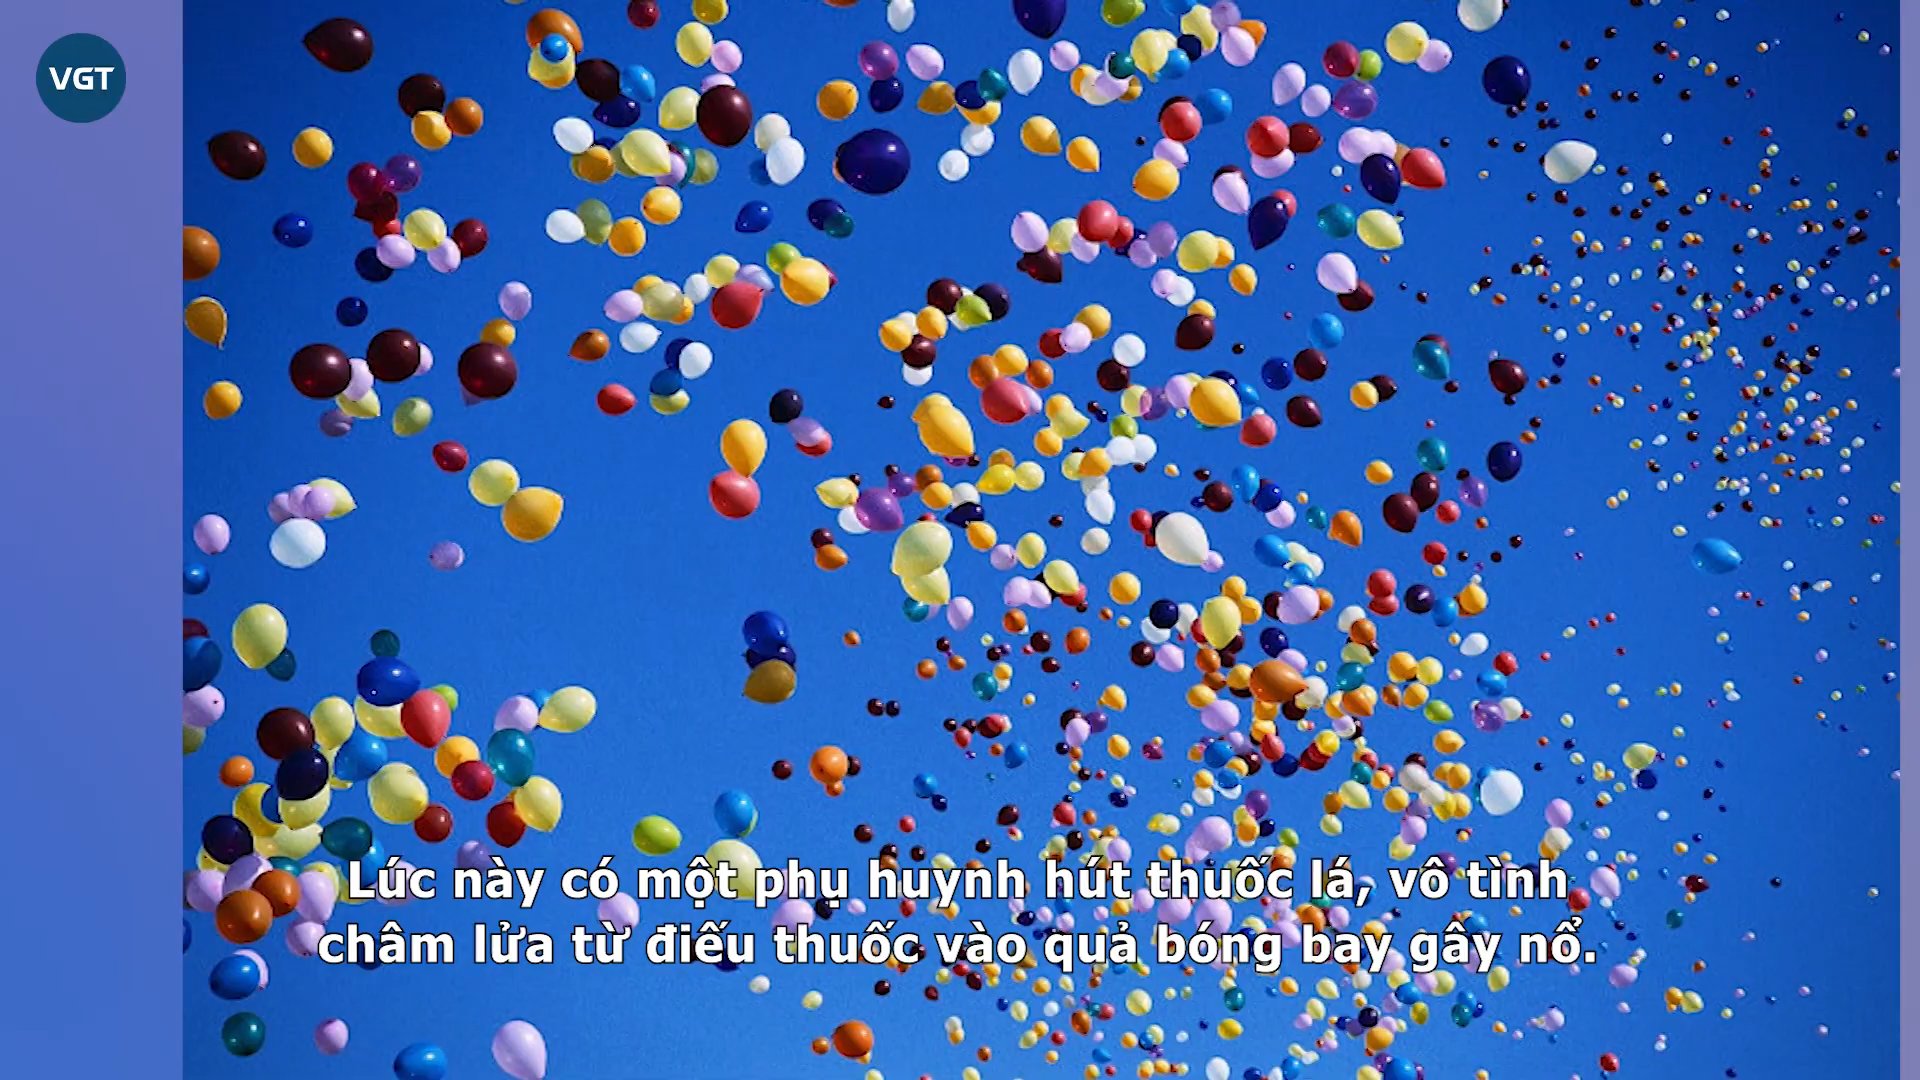 VGT
Lúc này có một phụ huynh hút thuốc lá, vô tình
châm lửa từ điếu thuốc vào quả bóng bay gây nổ.